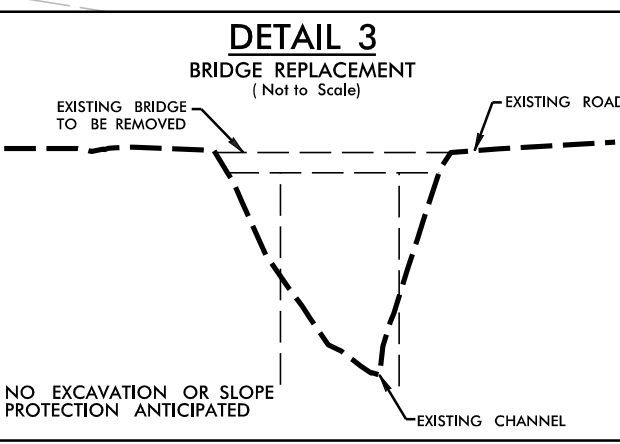 DETAIL 3
BRIDGE REPLACEMENT
( Not to Scale)
EXISTING BRIDGE
TO BE REMOVED
EXISTING ROAD
NO EXCAVATION OR SLOPE
PROTECTION ANTICIPATED
EXISTING CHANNEL